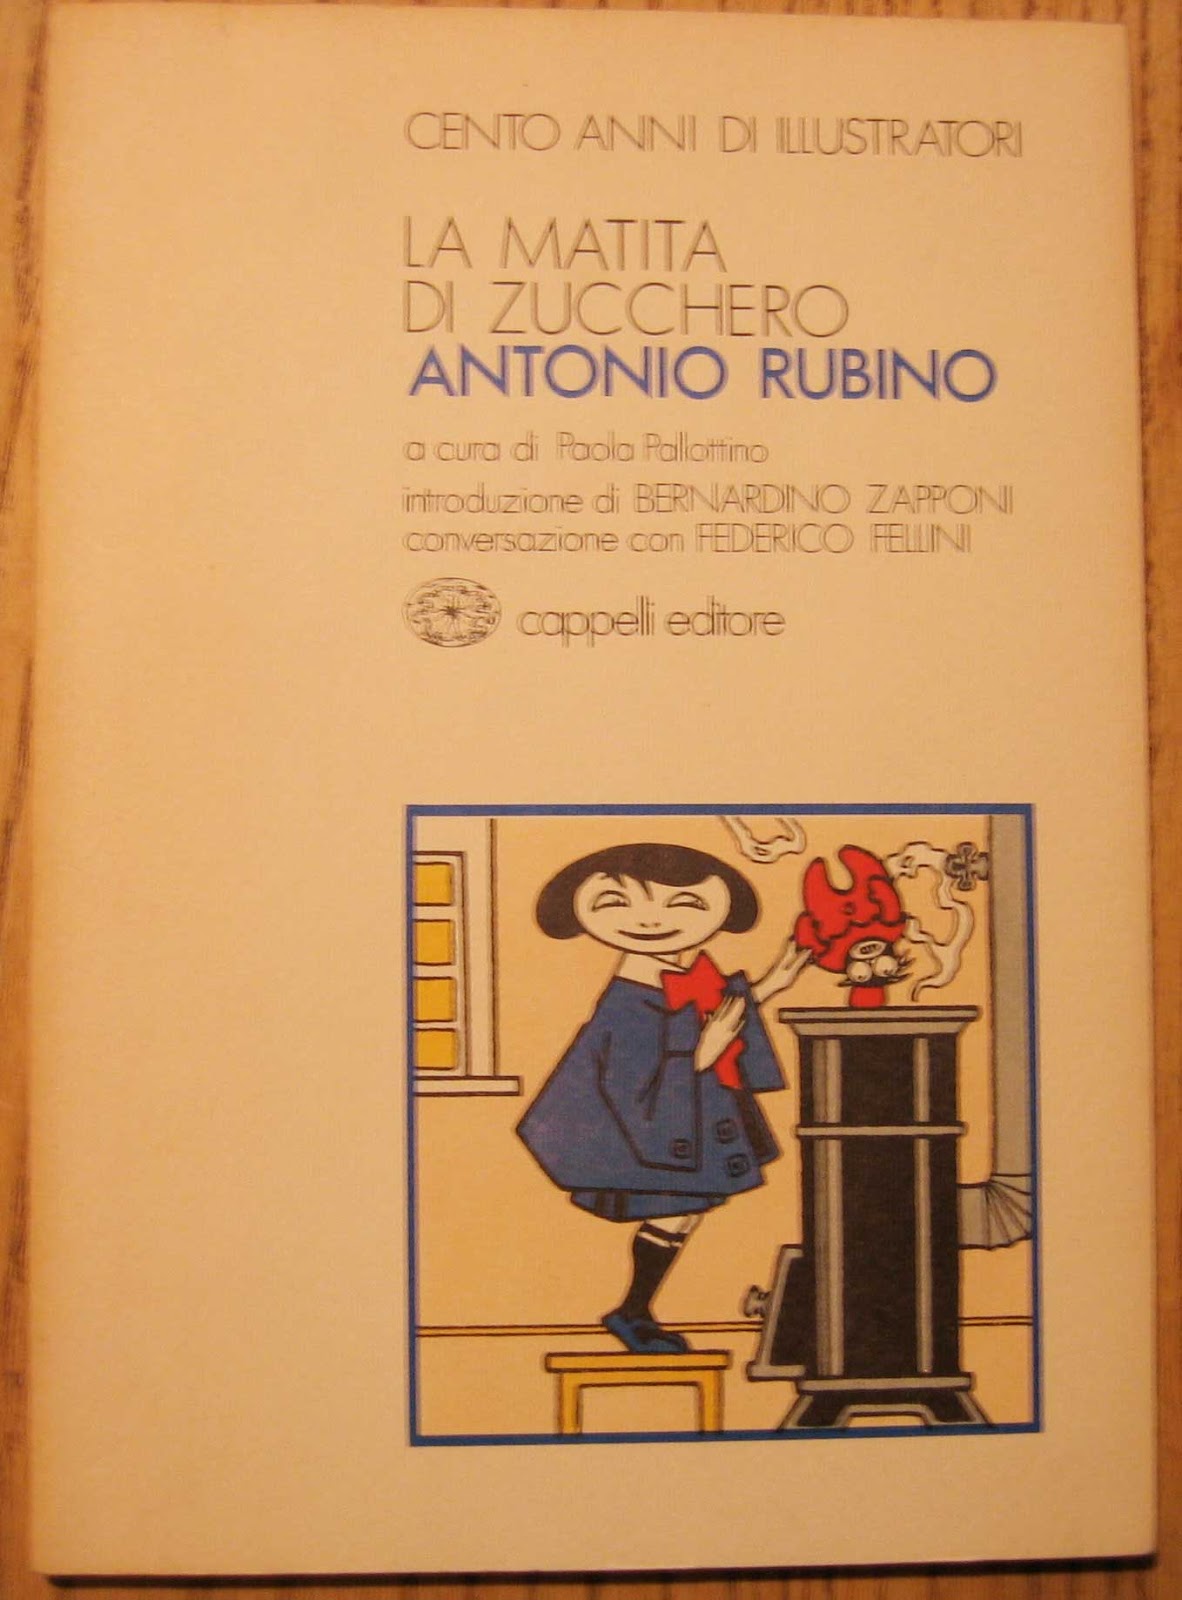 CENTO ANNI DI ILLUSTRATORI
LA MATITA
DI ZUCCHERO
ANTONIO RUBINO
a cura di Paola Pallottino
introduzione di BERNARDINO ZAPPONI
conversazione con FEDERICO FELLINI
cappelli editore